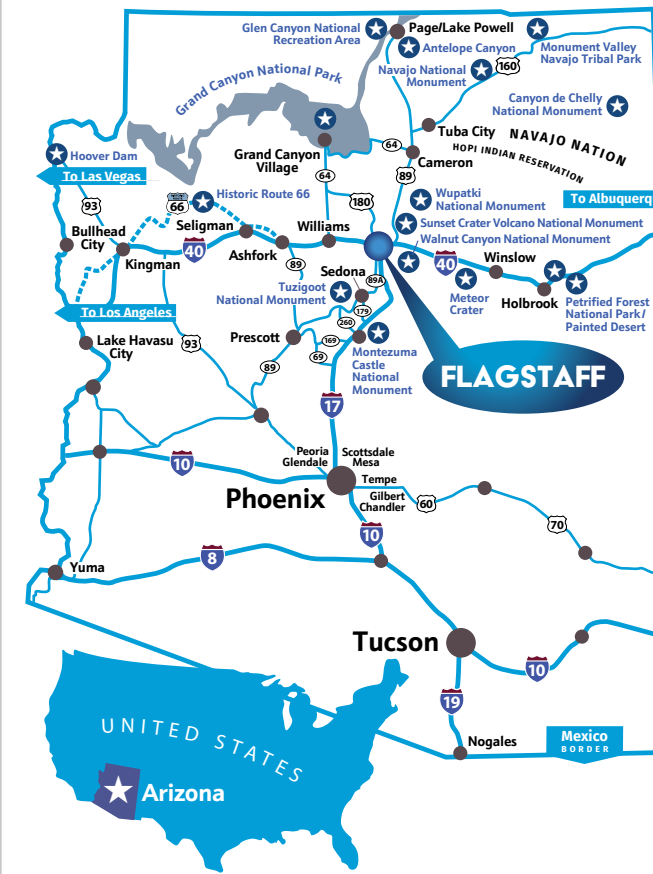 Glen Canyon National
Recreation Area
Page/Lake Powell
Antelope Canyon
Monument Valley
Navajo Tribal Park
Navajo National
Monument
160
Grand Canyon National Park
Canyon de Chelly
National Monument
Tuba City
NAVAJO NATION
HOPI INDIAN RESERVATION
64
Cameron
Grand Canyon
Village
64
89
Hoover Dam
To Las Vegas
93
66
Historic Route 66
180
Wupatki
National Monument
To Albuquerq
Sunset Crater Volcano National Monument
Walnut Canyon National Monument
Bullhead
City
Seligman
Williams
Kingman
40
Ashfork
40
Winslow
89
Sedona
89A
Tuzigoot
National Monument
Meteor
Crater
Holbrook
Petrified Forest
National Park/
Painted Desert
To Los Angeles
179
260
Lake Havasu
City
93
Prescott
169
69
89
Montezuma
Castle
National
Monument
FLAGSTAFF
17
10
Peoria
Glendale
Scottsdale
Mesa
Tempe
Gilbert
Chandler
Phoenix
60
70
10
8
Yuma
Tucson
10
19
Nogales
Mexico
BORDER
UNITED STATES
Arizona